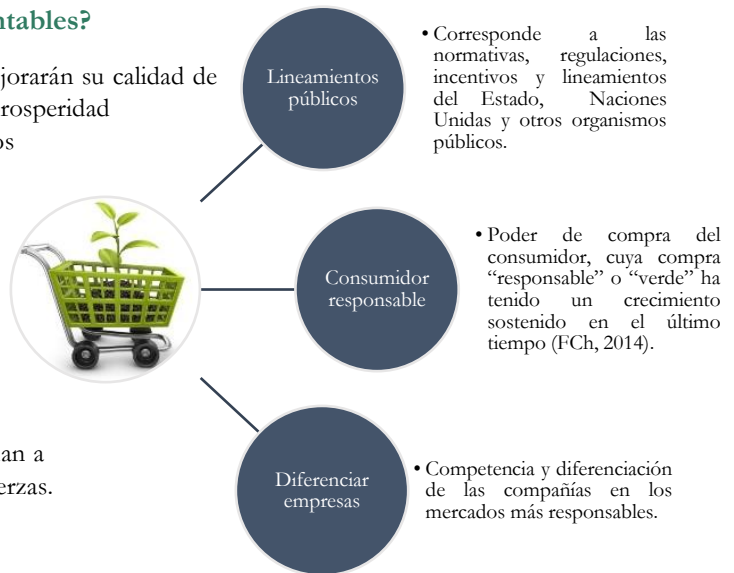 ntables?
jorarán su calidad de
rosperidad
os
Lineamientos
públicos
• Corresponde a las
normativas, regulaciones,
incentivos y lineamientos
del Estado, Naciones
Unidas y otros organismos
públicos.
Consumidor
responsable
• Poder de compra del
consumidor, cuya compra
“responsable” o “verde” ha
tenido un crecimiento
sostenido en el último
tiempo (FCh, 2014).
an a
erzas.
Diferenciar
empresas
• Competencia y diferenciación
de las compañías en los
mercados más responsables.